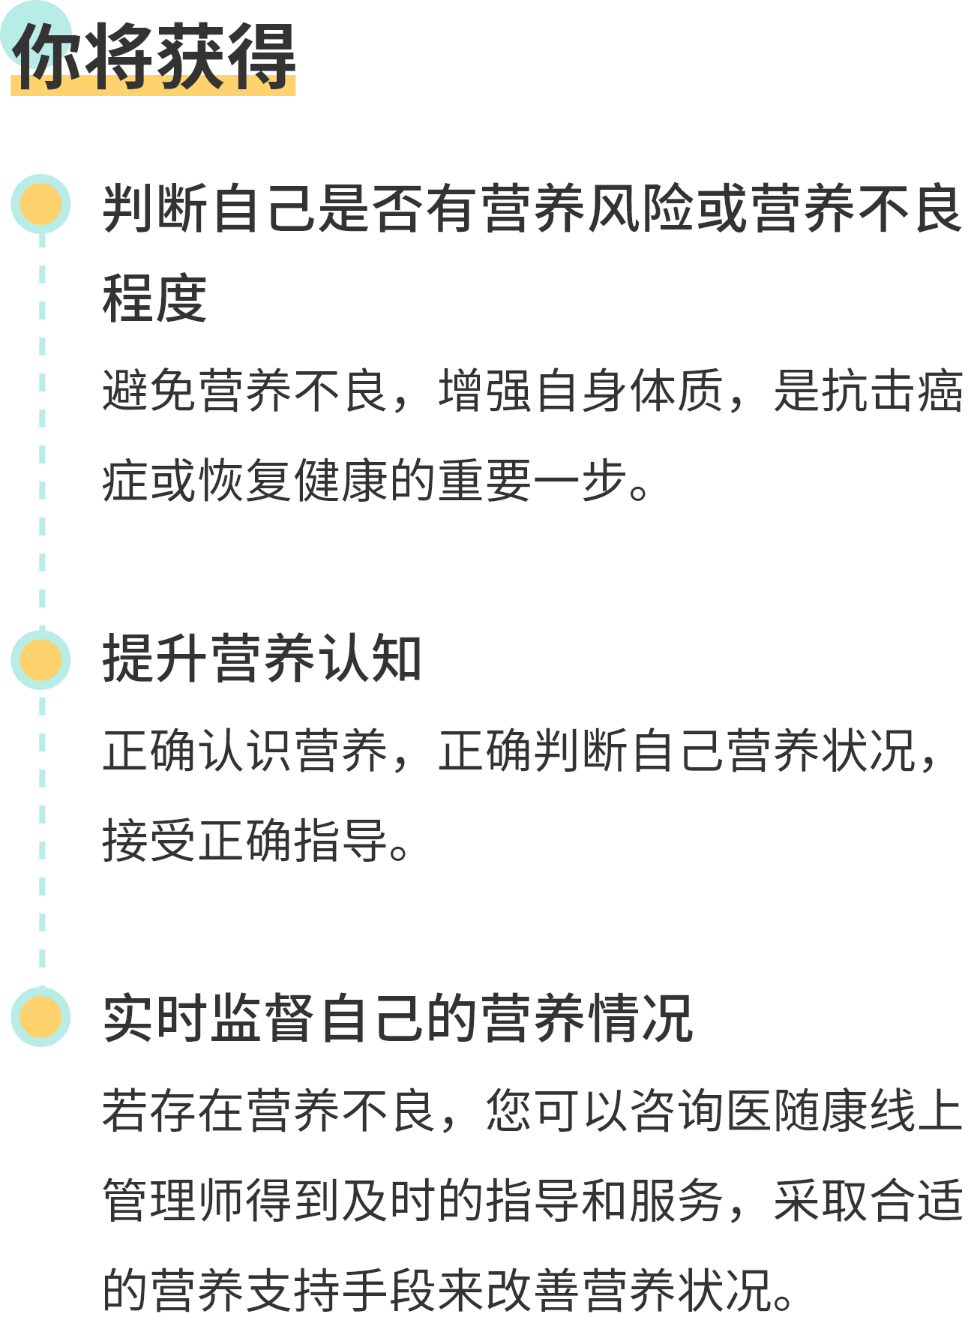 你将获得
判断自己是否有营养风险或营养不良
程度
避免营养不良，增强自身体质，是抗击癌
症或恢复健康的重要一步。
提升营养认知
正确认识营养，正确判断自己营养状况，
接受正确指导。
实时监督自己的营养情况
若存在营养不良，您可以咨询医随康线上
管理师得到及时的指导和服务，采取合适
的营养支持手段来改善营养状况。